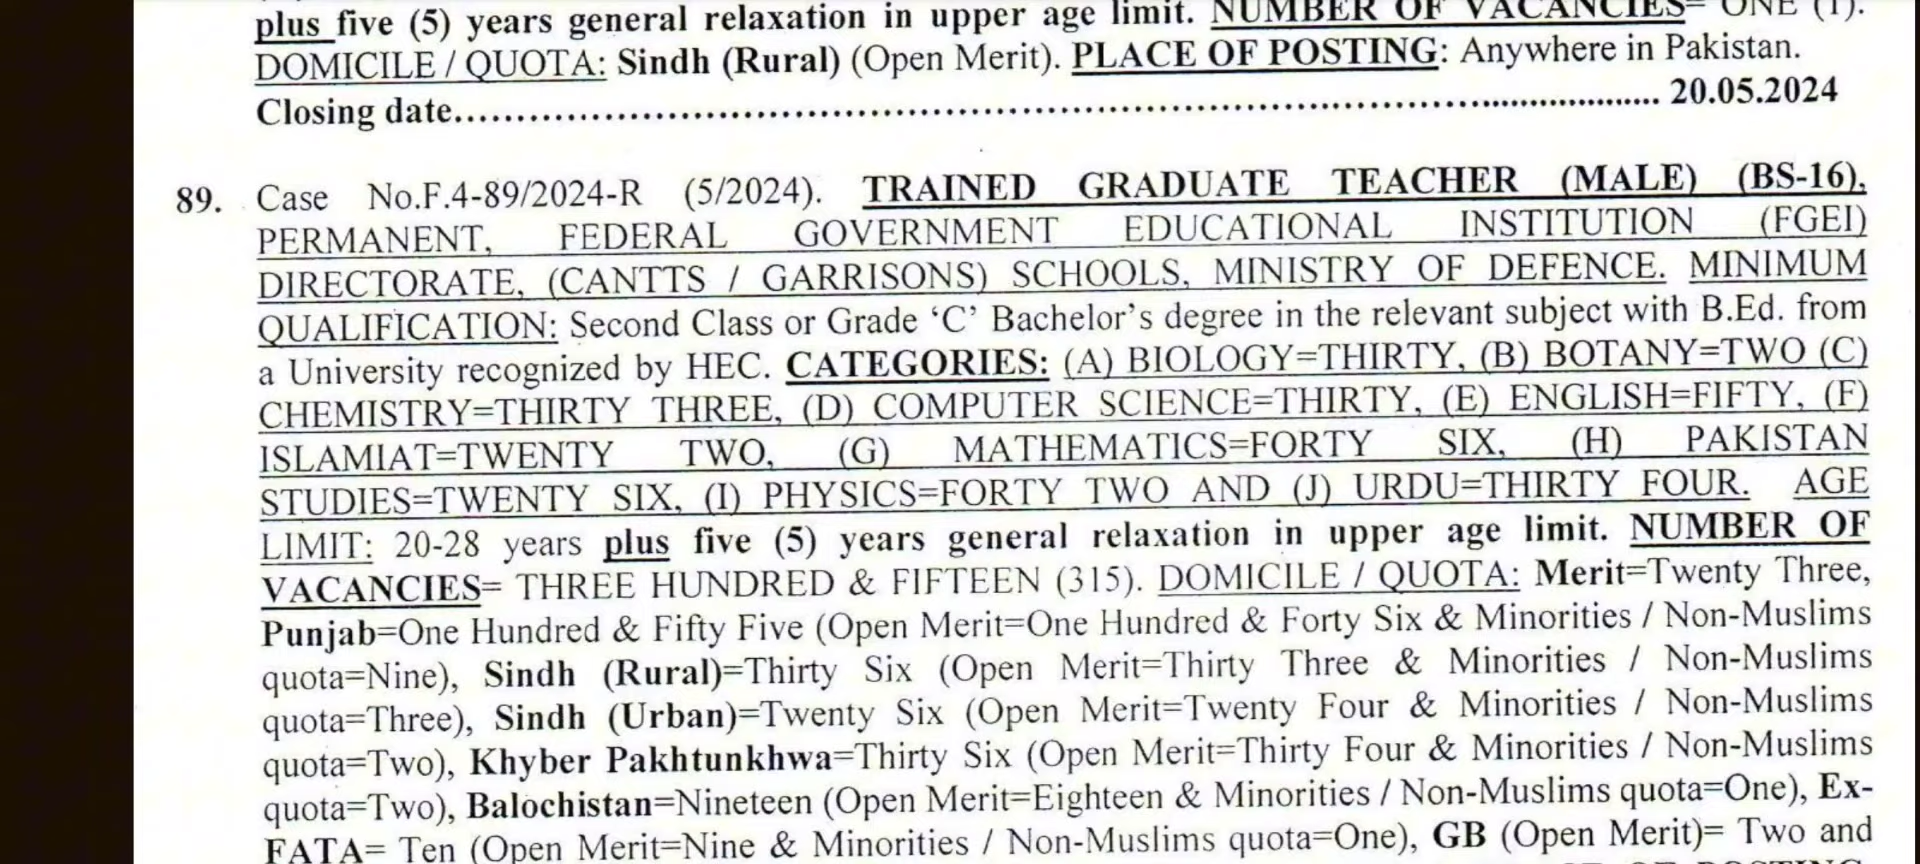 plus five (5) years general relaxation in upper age limit. NUMBER OF VACANCIES= ONE (1).
DOMICILE / QUOTA: Sindh (Rural) (Open Merit). PLACE OF POSTING: Anywhere in Pakistan.
Closing date.......................................................................................................... 20.05.2024
89. Case No.F.4-89/2024-R (5/2024). TRAINED GRADUATE TEACHER (MALE) (BS-16),
PERMANENT, FEDERAL GOVERNMENT EDUCATIONAL INSTITUTION (FGEI)
DIRECTORATE, (CANTTS / GARRISONS) SCHOOLS, MINISTRY OF DEFENCE. MINIMUM
QUALIFICATION: Second Class or Grade ‘C’ Bachelor’s degree in the relevant subject with B.Ed. from
a University recognized by HEC. CATEGORIES: (A) BIOLOGY=THIRTY, (B) BOTANY=TWO (C)
CHEMISTRY=THIRTY THREE, (D) COMPUTER SCIENCE=THIRTY, (E) ENGLISH=FIFTY, (F)
ISLAMIAT=TWENTY TWO, (G) MATHEMATICS=FORTY SIX, (H) PAKISTAN
STUDIES=TWENTY SIX, (I) PHYSICS=FORTY TWO AND (J) URDU=THIRTY FOUR. AGE
LIMIT: 20-28 years plus five (5) years general relaxation in upper age limit. NUMBER OF
VACANCIES= THREE HUNDRED & FIFTEEN (315). DOMICILE / QUOTA: Merit=Twenty Three,
Punjab=One Hundred & Fifty Five (Open Merit=One Hundred & Forty Six & Minorities / Non-Muslims
quota=Nine), Sindh (Rural)=Thirty Six (Open Merit=Thirty Three & Minorities / Non-Muslims
quota=Three), Sindh (Urban)=Twenty Six (Open Merit=Twenty Four & Minorities / Non-Muslims
quota=Two), Khyber Pakhtunkhwa=Thirty Six (Open Merit=Thirty Four & Minorities / Non-Muslims
quota=Two), Balochistan=Nineteen (Open Merit=Eighteen & Minorities / Non-Muslims quota=One), Ex-
FATA= Ten (Open Merit=Nine & Minorities / Non-Muslims quota=One), GB (Open Merit)= Two and